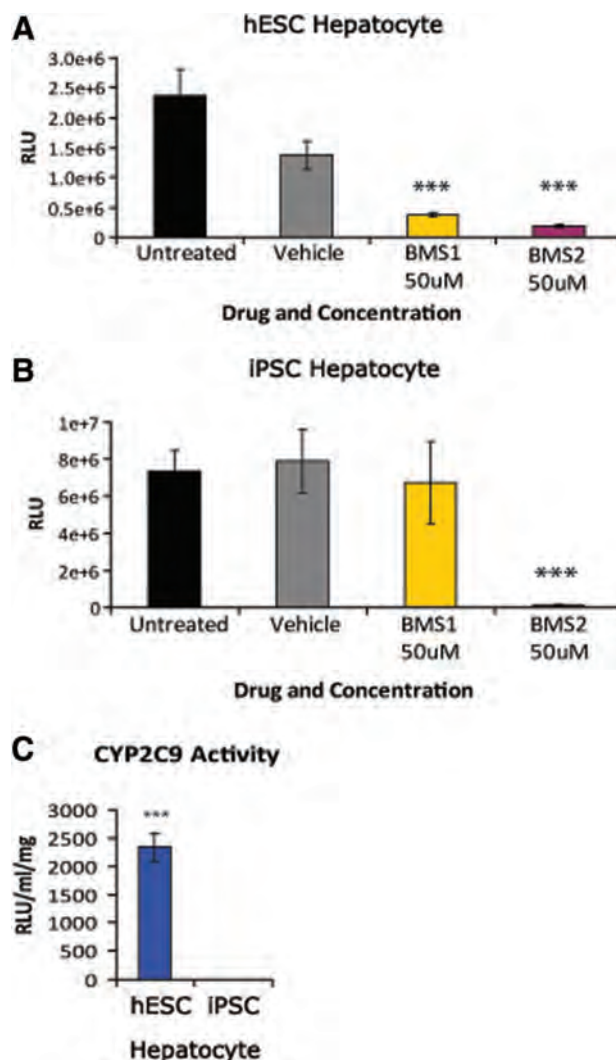 A
hESC Hepatocyte
3.0e+6
2.5e+6
2.0e+6
1.5e+6
1.0e+6
0.5e+6
0
RLU
*** ***
Untreated Vehicle BMS1 BMS2
50uM 50uM
Drug and Concentration
B
iPSC Hepatocyte
1e+7
8e+6
6e+6
4e+6
2e+6
0
RLU
***
Untreated Vehicle BMS1 BMS2
50uM 50uM
Drug and Concentration
C
CYP2C9 Activity
3000
2500
2000
1500
1000
500
0
RLU/ml/mg
***
hESC iPSC
Hepatocyte